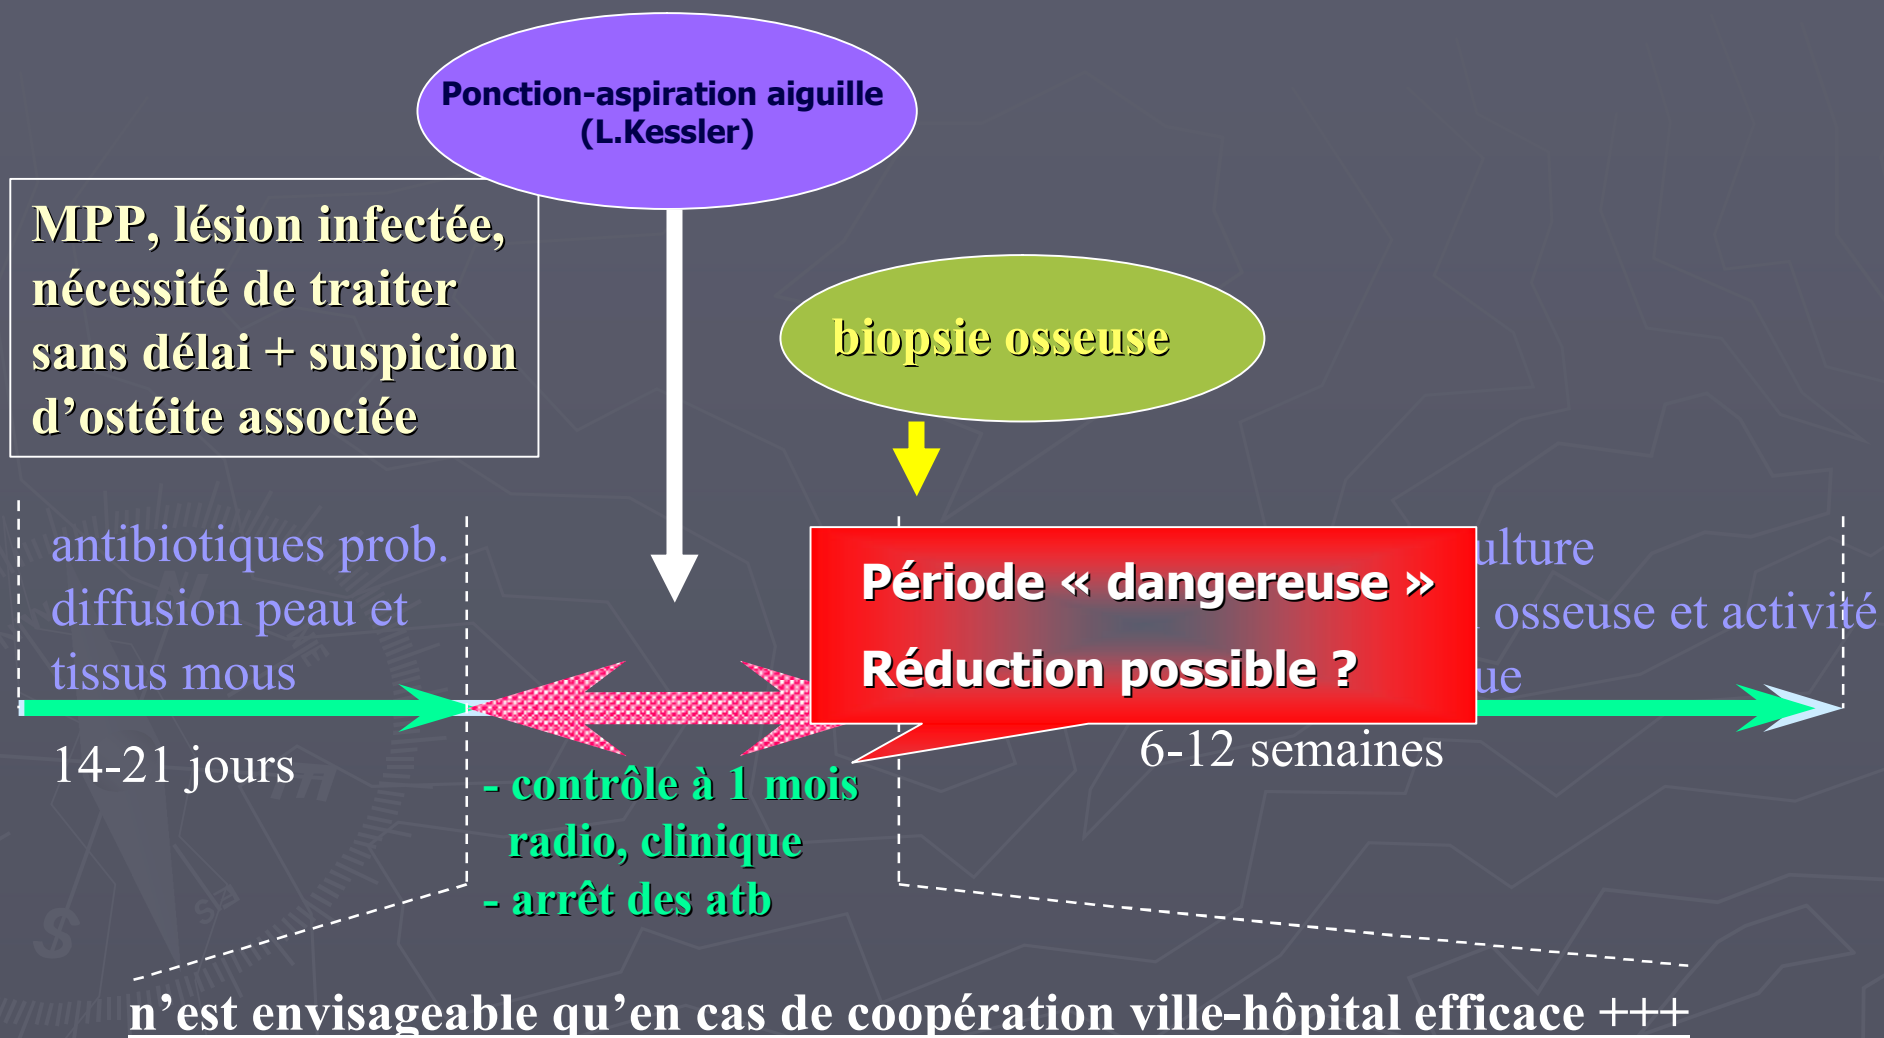 Ponction-aspiration aiguille
(L.Kessler)
MPP, lésion infectée,
nécessité de traiter
sans délai + suspicion
d’ostéite associée
biopsie osseuse
antibiotiques prob.
diffusion peau et
tissus mous
14-21 jours
Période « dangereuse »
Réduction possible ?
osseuse et activité
6-12 semaines
- contrôle à 1 mois
radio, clinique
- arrêt des atb
n’est envisageable qu’en cas de coopération ville-hôpital efficace +++